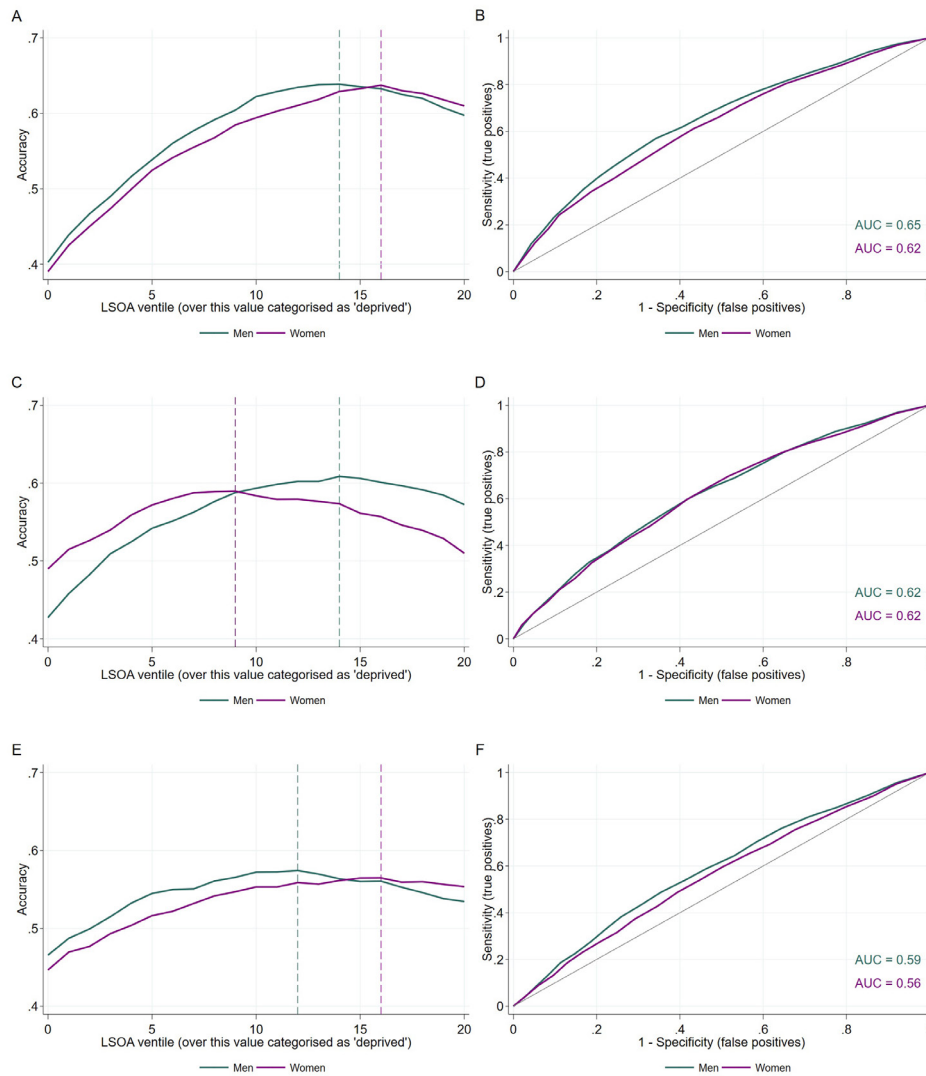 A
.7
.6
.5
.4
Accuracy
0 5 10 15 20
LSOA ventile (over this value categorised as 'deprived')
Men Women
B
1
.8
.6
.4
.2
0
Sensitivity (true positives)
AUC = 0.65
AUC = 0.62
0 .2 .4 .6 .8
1 - Specificity (false positives)
Men Women
C
.7
.6
.5
.4
Accuracy
0 5 10 15 20
LSOA ventile (over this value categorised as 'deprived')
Men Women
D
1
.8
.6
.4
.2
0
Sensitivity (true positives)
AUC = 0.62
AUC = 0.62
0 .2 .4 .6 .8
1 - Specificity (false positives)
Men Women
E
.7
.6
.5
.4
Accuracy
0 5 10 15 20
LSOA ventile (over this value categorised as 'deprived')
Men Women
F
1
.8
.6
.4
.2
0
Sensitivity (true positives)
AUC = 0.59
AUC = 0.56
0 .2 .4 .6 .8
1 - Specificity (false positives)
Men Women